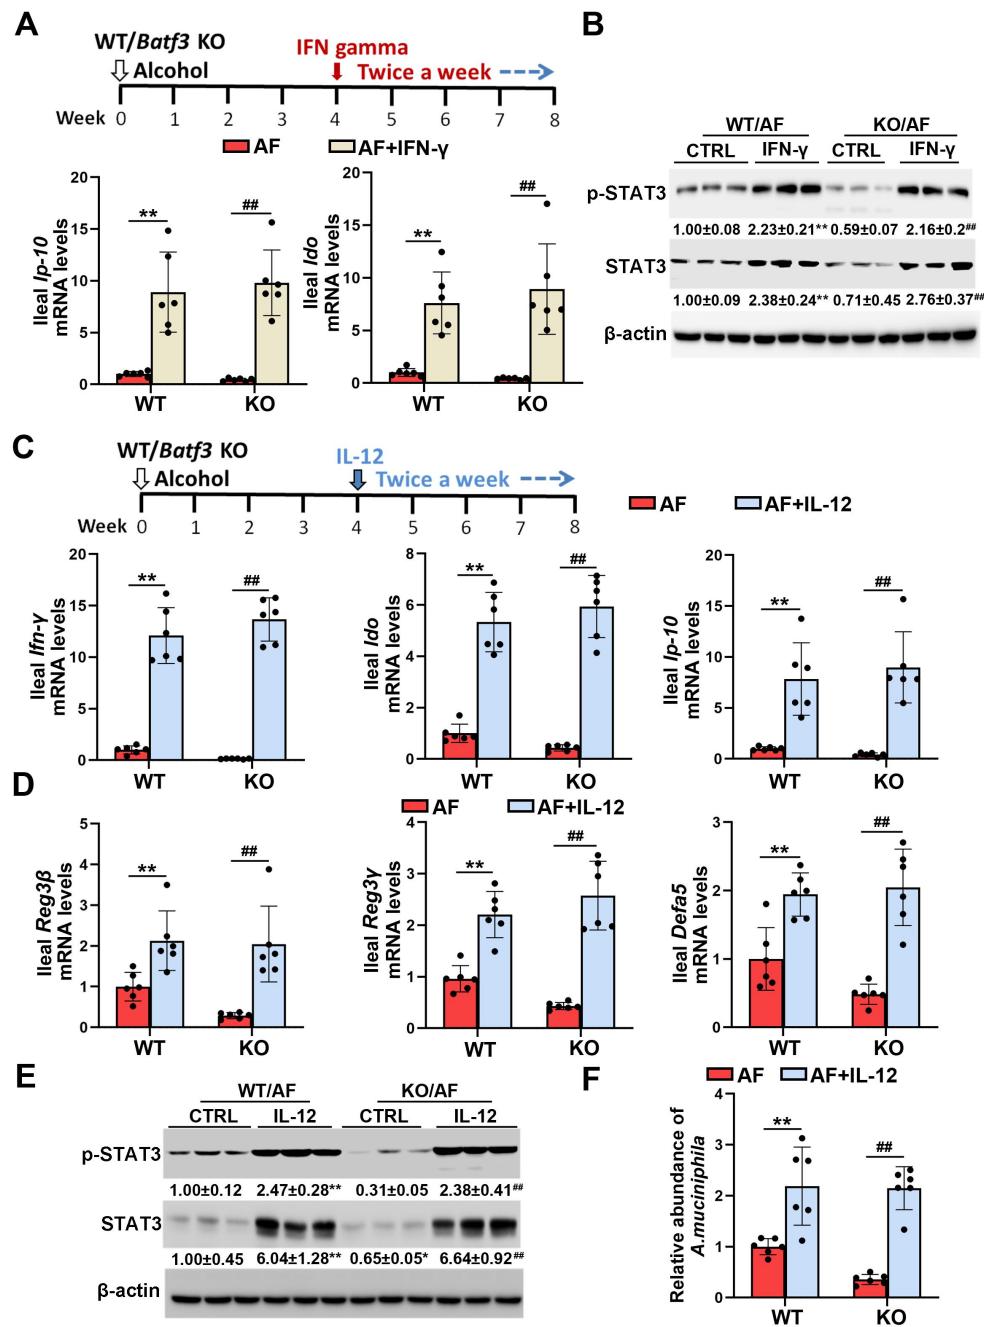 A
WT/Batf3 KO
IFN gamma
Alcohol
Twice a week
Week 0 1 2 3 4 5 6 7 8
AF
AF+IFN-γ
Ileal Ip-10
mRNA levels
20
15
10
5
0
**
##
WT
KO
Ileal Ido
mRNA levels
20
15
10
5
0
**
##
WT
KO
B
WT/AF KO/AF
CTRL IFN-γ CTRL IFN-γ
p-STAT3
1.00±0.08 2.23±0.21** 0.59±0.07 2.16±0.2##
STAT3
1.00±0.09 2.38±0.24** 0.71±0.45 2.76±0.37##
β-actin
C
WT/Batf3 KO
IL-12
Alcohol
Twice a week
Week 0 1 2 3 4 5 6 7 8
AF
AF+IL-12
Ileal Ifn-γ
mRNA levels
20
15
10
5
0
**
##
WT
KO
Ileal Ido
mRNA levels
8
6
4
2
0
**
##
WT
KO
Ileal Ip-10
mRNA levels
20
15
10
5
0
**
##
WT
KO
D
AF
AF+IL-12
Ileal Reg3β
mRNA levels
5
4
3
2
1
0
**
##
WT
KO
Ileal Reg3γ
mRNA levels
4
3
2
1
0
**
##
WT
KO
Ileal Defa5
mRNA levels
3
2
1
0
**
##
WT
KO
E
WT/AF KO/AF
CTRL IL-12 CTRL IL-12
p-STAT3
1.00±0.12 2.47±0.28** 0.31±0.05 2.38±0.41##
STAT3
1.00±0.45 6.04±1.28** 0.65±0.05* 6.64±0.92##
β-actin
F
AF
AF+IL-12
Relative abundance of
A.muciniphila
4
3
2
1
0
**
##
WT
KO